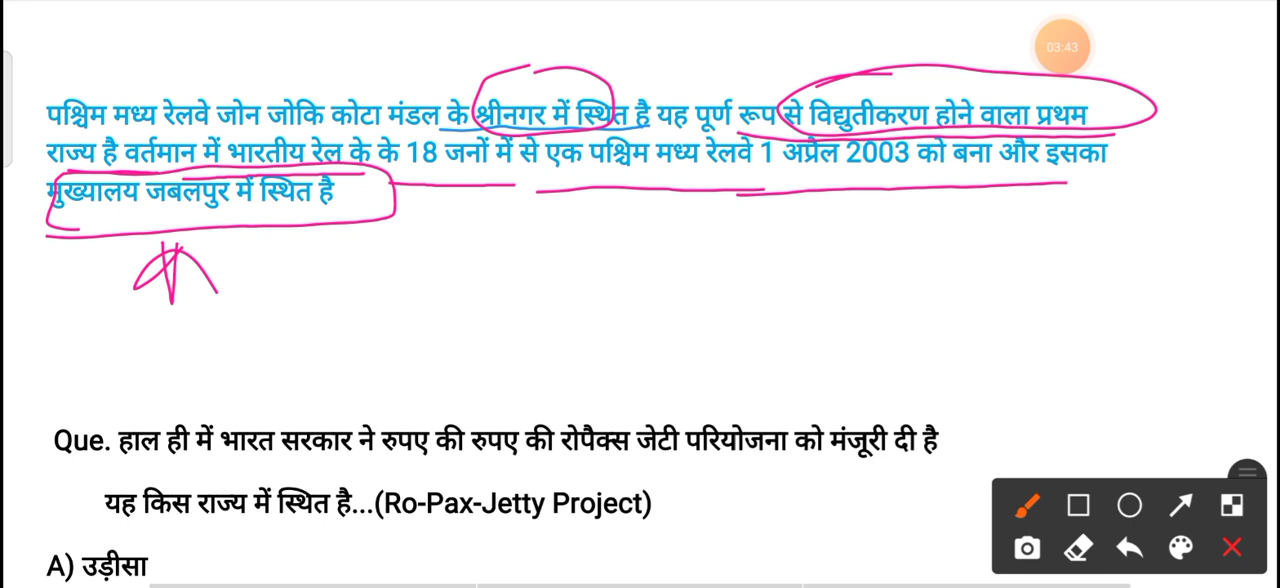 03:43
पश्चिम मध्य रेलवे जोन जोकि कोटा मंडल के श्रीनगर में स्थित है यह पूर्ण रूप से विद्युतीकरण होने वाला प्रथम
राज्य है वर्तमान में भारतीय रेल के के 18 जनों में से एक पश्चिम मध्य रेलवे 1 अप्रैल 2003 को बना और इसका
मुख्यालय जबलपुर में स्थित है
Que. हाल ही में भारत सरकार ने रुपए की रुपए की रोपैक्स जेटी परियोजना को मंजूरी दी है
यह किस राज्य में स्थित है...(Ro-Pax-Jetty Project)
A) उड़ीसा